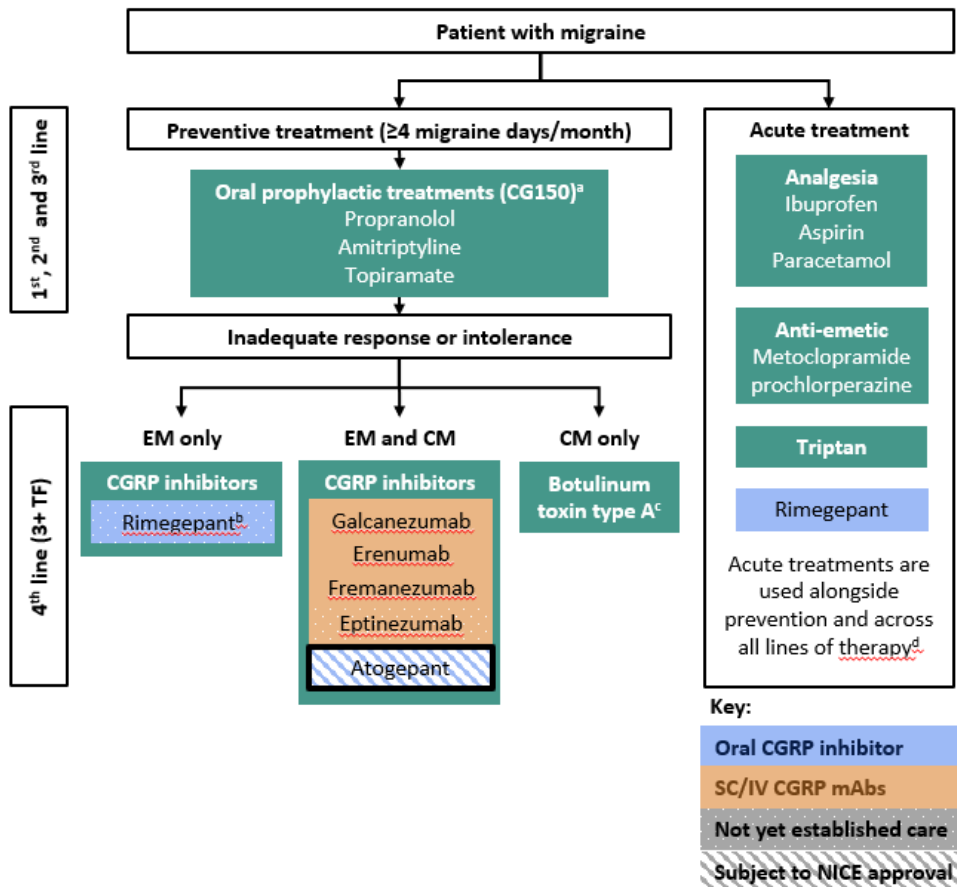 Patient with migraine
1st, 2nd and 3rd line
Preventive treatment (≥4 migraine days/month)
Oral prophylactic treatments (CG150)a
Propranolol
Amitriptyline
Topiramate
Inadequate response or intolerance
4th line (3+ TF)
EM only
CGRP inhibitors
Rimegepantb
EM and CM
CGRP inhibitors
Galcanezumab
Erenumab
Fremanezumab
Eptinezumab
Atogepant
CM only
Botulinum
toxin type Ac
Acute treatment
Analgesia
Ibuprofen
Aspirin
Paracetamol
Anti-emetic
Metoclopramide
prochlorperazine
Triptan
Rimegepant
Acute treatments are
used alongside
prevention and across
all lines of therapyd
Key:
Oral CGRP inhibitor
SC/IV CGRP mAbs
Not yet established care
Subject to NICE approval